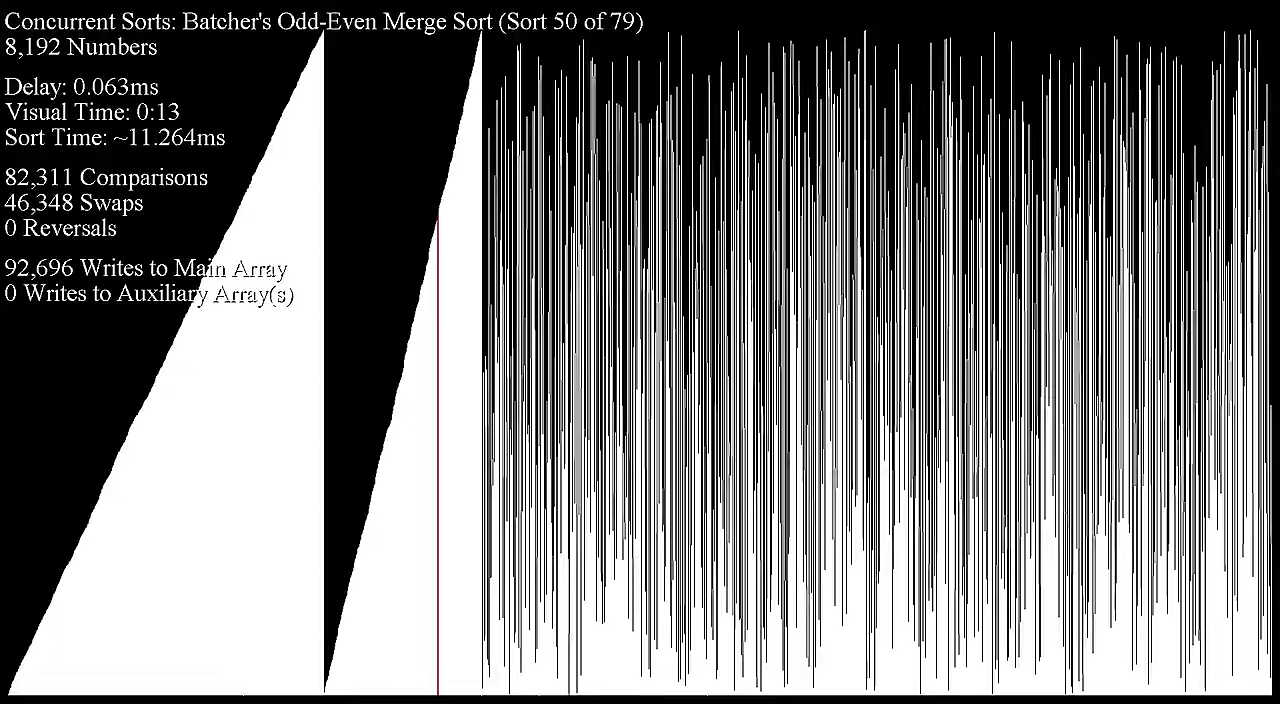 Concurrent Sorts: Batcher's Odd-Even Merge Sort (Sort 50 of 79)
8,192 Numbers
Delay: 0.063ms
Visual Time: 0:13
Sort Time: ~11.264ms
82,311 Comparisons
46,348 Swaps
0 Reversals
92,696 Writes to Main Array
0 Writes to Auxiliary Array(s)